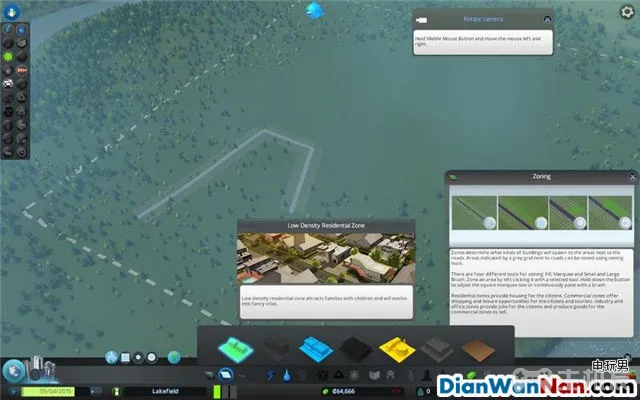 Rotate camera
Hold Middle Mouse Button and move the mouse left and
right.
Zoning
Zones determine what kinds of buildings will spawn to the areas next to the
roads. Areas indicated by a grey grid next to roads can be zoned using zoning
tools.
There are four different tools for zoning: Fill, Marquee and Small and Large
Brush. Zone an area by left clicking it with a selected tool. Hold down the button
to adjust the square marquee size or continuously paint with a brush.
Residential zones provide housing for the citizens. Commercial zones offer
shopping and leisure opportunities for the citizens and tourists. Industry and
office zones provide jobs for the citizens and produce goods for the
commercial zones to sell.
Low Density Residential Zone
Low density residential zone attracts families with children and will evolve
into fancy villas.
05/04/2015
Lakefield
0
₡64,666
电玩男
DianWanNan.com